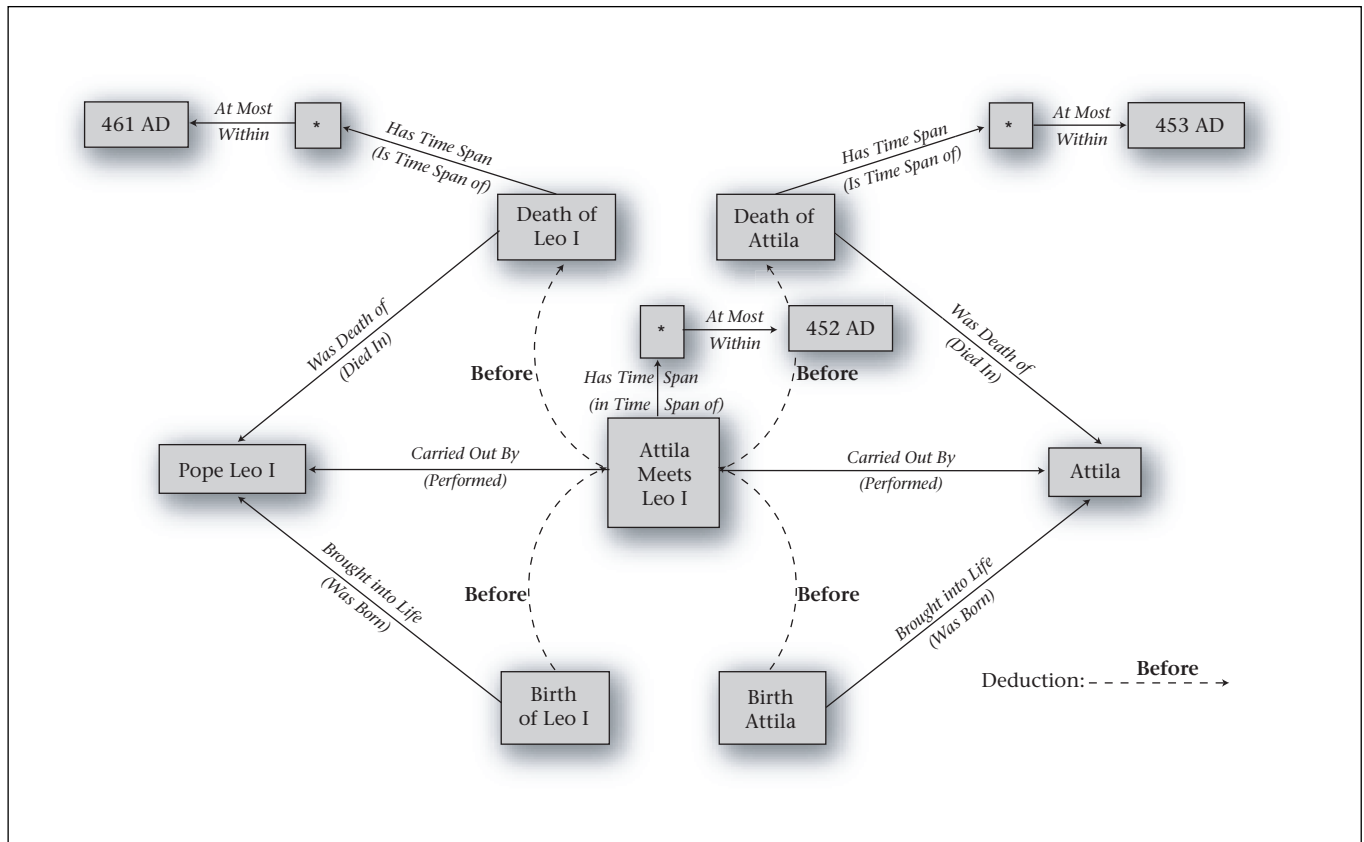 461 AD
At Most
Within
*
Has Time Span
(Is Time Span of)
Has Time Span
(Is Time Span of)
*
At Most
Within
453 AD
Death of
Leo I
Death of
Attila
Was Death of
(Died In)
*
At Most
Within
452 AD
Was Death of
(Died In)
Before
Has Time Span
(in Time Span of)
Before
Pope Leo I
Carried Out By
(Performed)
Attila
Meets
Leo I
Carried Out By
(Performed)
Attila
Brought into Life
(Was Born)
Before
Before
Brought into Life
(Was Born)
Birth
of Leo I
Birth
Attila
Deduction:
Before